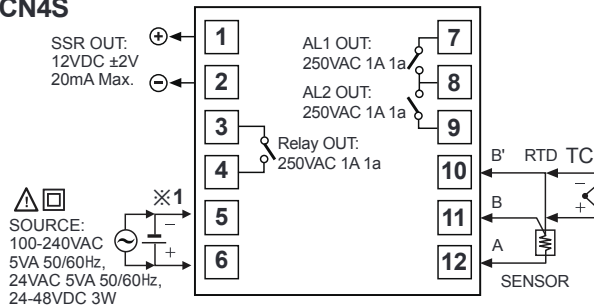 CN4S
SSR OUT:
12VDC ±2V
20mA Max.
+
−
1
2
3
4
5
6
Relay OUT:
250VAC 1A 1a
AL1 OUT:
250VAC 1A 1a
AL2 OUT:
250VAC 1A 1a
7
8
9
10
11
12
B' RTD TC
B
A
− +
SENSOR
※1
− +
SOURCE:
100-240VAC
5VA 50/60Hz,
24VAC 5VA 50/60Hz,
24-48VDC 3W